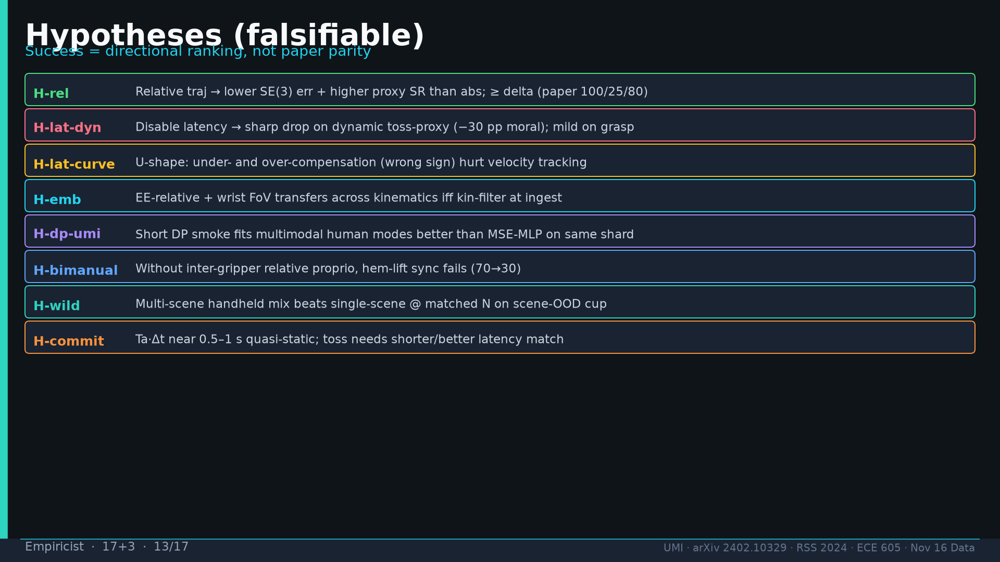 Hypotheses (falsifiable)
Success = directional ranking, not paper parity
H-rel Relative traj → lower SE(3) err + higher proxy SR than abs; ≥ delta (paper 100/25/80)
H-lat-dyn Disable latency → sharp drop on dynamic toss-proxy (−30 pp moral); mild on grasp
H-lat-curve U-shape: under- and over-compensation (wrong sign) hurt velocity tracking
H-emb EE-relative + wrist FoV transfers across kinematics iff kin-filter at ingest
H-dp-umi Short DP smoke fits multimodal human modes better than MSE-MLP on same shard
H-bimanual Without inter-gripper relative proprio, hem-lift sync fails (70→30)
H-wild Multi-scene handheld mix beats single-scene @ matched N on scene-OOD cup
H-commit Ta·Δt near 0.5–1 s quasi-static; toss needs shorter/better latency match
Empiricist · 17+3 · 13/17
UMI · arXiv 2402.10329 · RSS 2024 · ECE 605 · Nov 16 Data